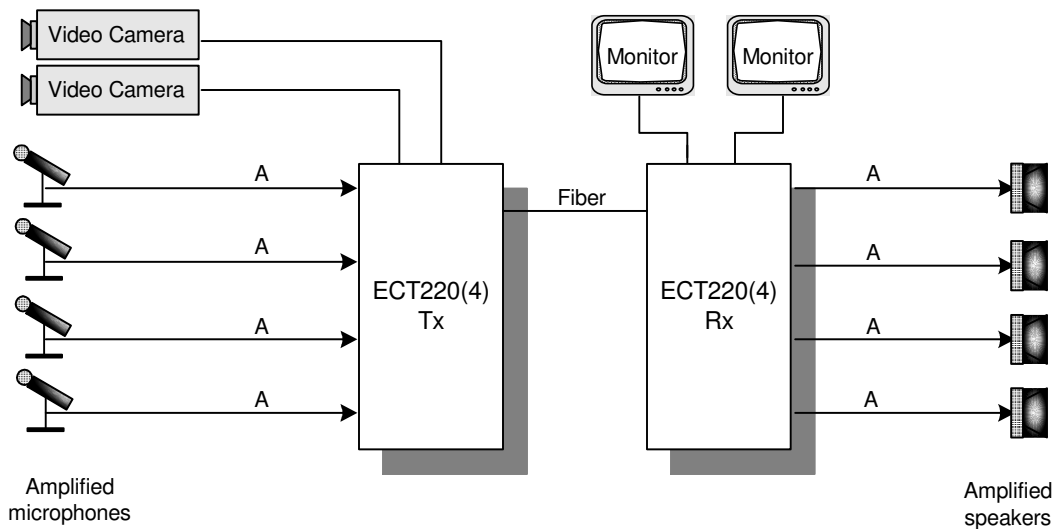 Video Camera
Video Camera
Monitor
Monitor
A
A
A
A
Fiber
ECT220(4)
Tx
ECT220(4)
Rx
A
A
A
A
Amplified
microphones
Amplified
speakers